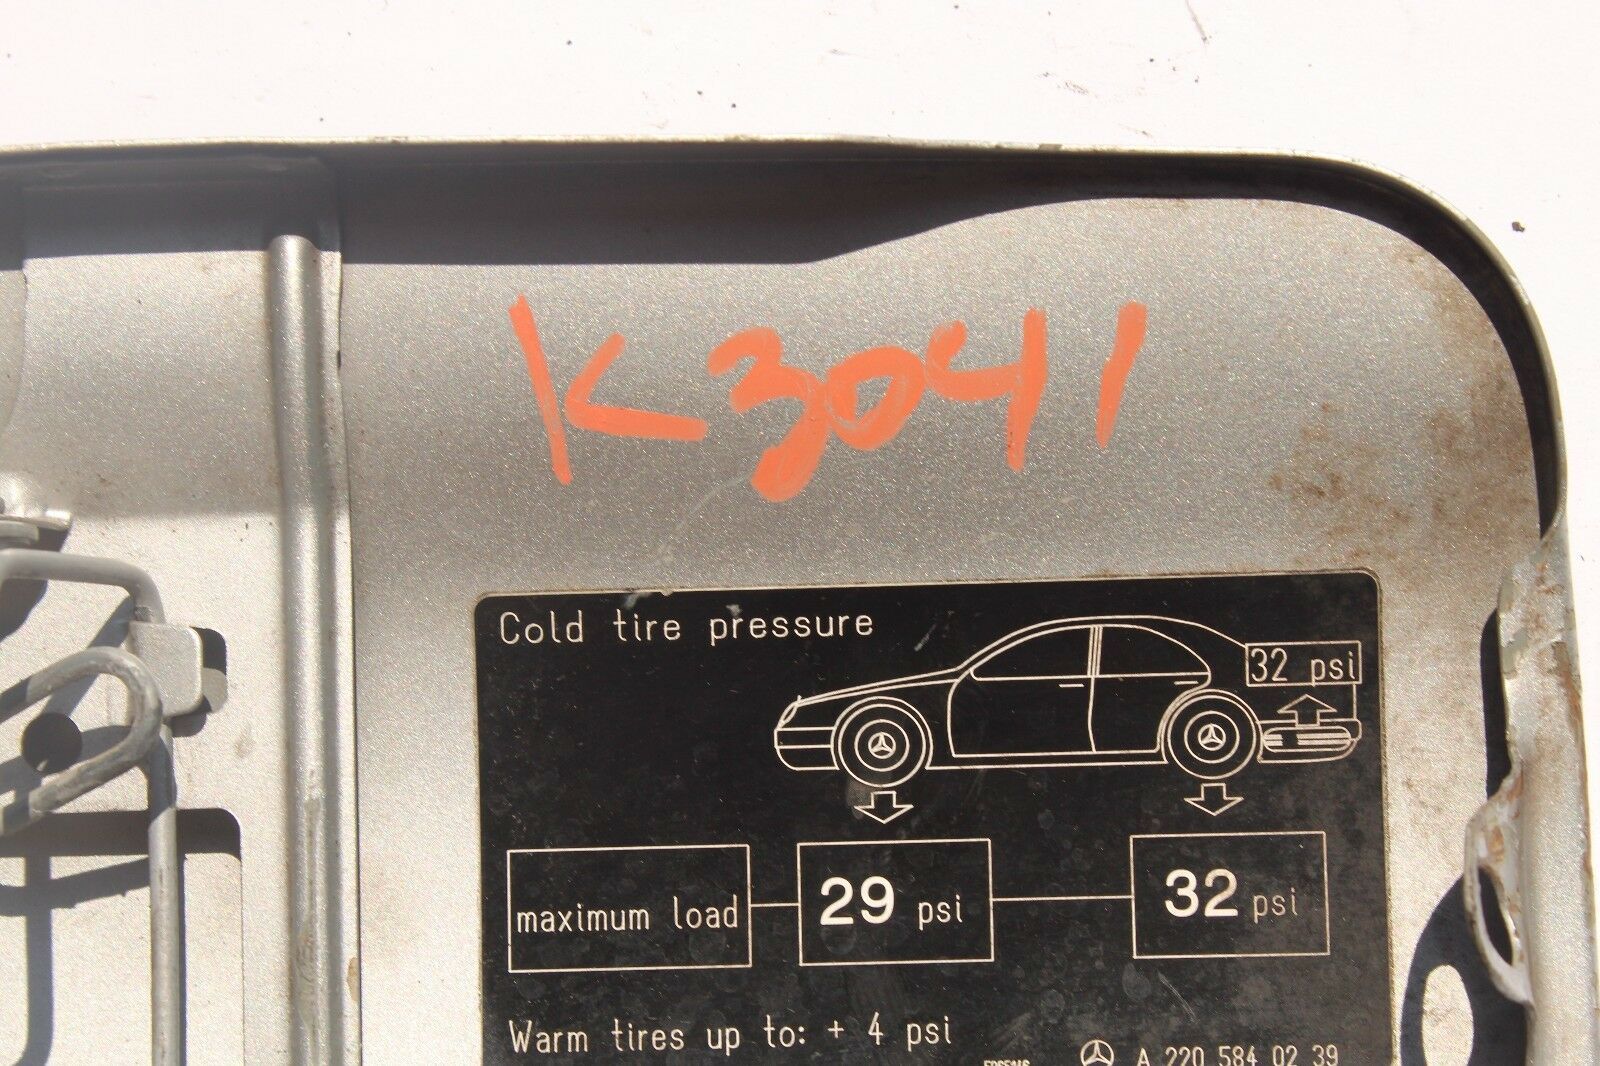 K3041
Cold tire pressure
32 psi
maximum load 29 psi 32 psi
Warm tires up to: + 4 psi
A 220 584 02 39